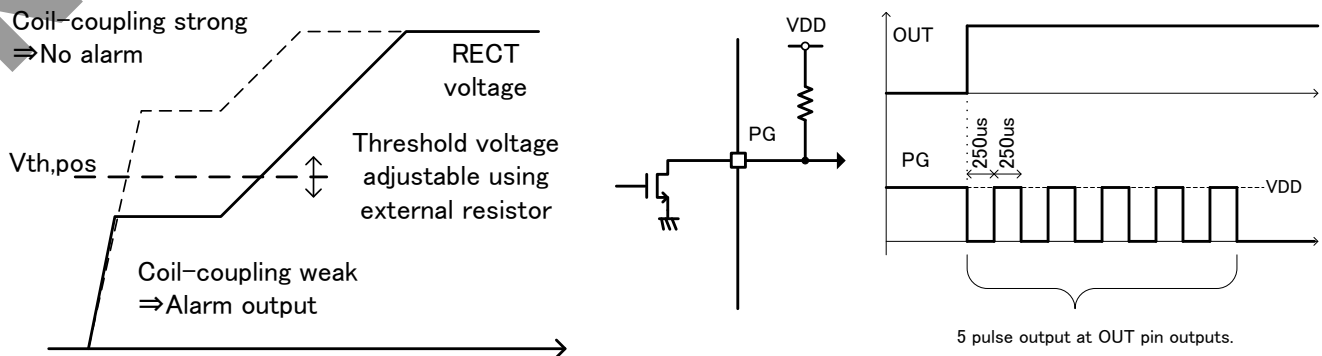 Coil-coupling strong
⇒No alarm
RECT
voltage
Vth,pos
Threshold voltage
adjustable using
external resistor
Coil-coupling weak
⇒Alarm output
VDD
PG
OUT
250us
250us
PG
VDD
5 pulse output at OUT pin outputs.